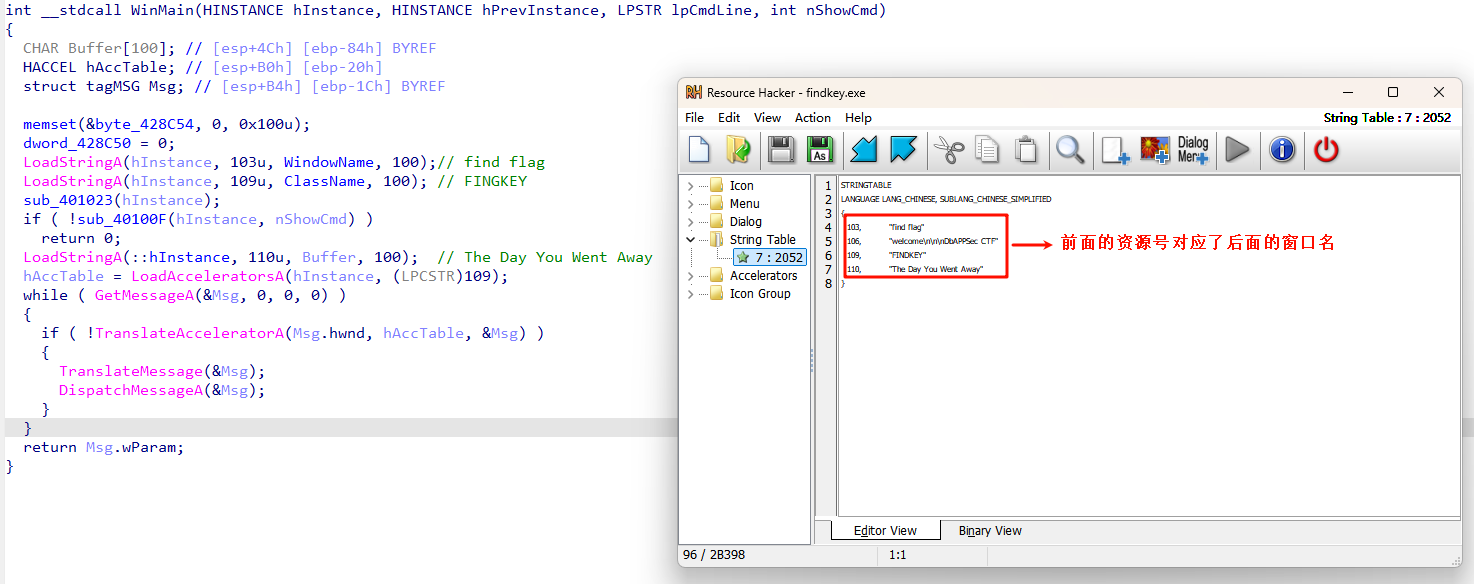 int __stdcall WinMain(HINSTANCE hInstance, HINSTANCE hPrevInstance, LPSTR lpCmdLine, int nShowCmd)
{
  CHAR Buffer[100]; // [esp+4Ch] [ebp-84h] BYREF
  HACCEL hAccTable; // [esp+B0h] [ebp-20h]
  struct tagMSG Msg; // [esp+B4h] [ebp-1Ch] BYREF
  memset(&byte_428C54, 0, 0x100u);
  dword_428C50 = 0;
  LoadStringA(hInstance, 103u, WindowName, 100);// find flag
  LoadStringA(hInstance, 109u, ClassName, 100); // FINGKEY
  sub_401023(hInstance);
  if ( !sub_40100F(hInstance, nShowCmd) )
    return 0;
  LoadStringA(::hInstance, 110u, Buffer, 100);  // The Day You Went Away
  hAccTable = LoadAcceleratorsA(hInstance, (LPCSTR)109);
  while ( GetMessageA(&Msg, 0, 0, 0) )
  {
    if ( !TranslateAcceleratorA(Msg.hwnd, hAccTable, &Msg) )
    {
      TranslateMessage(&Msg);
      DispatchMessageA(&Msg);
    }
  }
  return Msg.wParam;
}
RH Resource Hacker - findkey.exe
File Edit View Action Help String Table : 7 : 2052
As Dialog Menu
Icon
Menu
Dialog
String Table
7 : 2052
Accelerators
Icon Group
1 STRINGTABLE
2 LANGUAGE LANG_CHINESE, SUBLANG_CHINESE_SIMPLIFIED
3 {
4 103, "find flag"
5 106, "welcome\n\n\nDbAPPSec CTF"
6 109, "FINDKEY"
7 110, "The Day You Went Away"
8 }
前面的资源号对应了后面的窗口名
Editor View Binary View
96 / 2B398 1:1